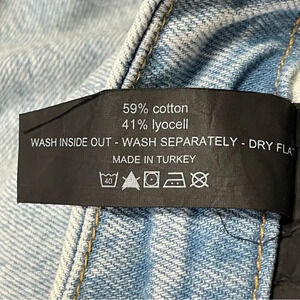 59% cotton
41% lyocell
WASH INSIDE OUT - WASH SEPARATELY - DRY FLA
MADE IN TURKEY
40